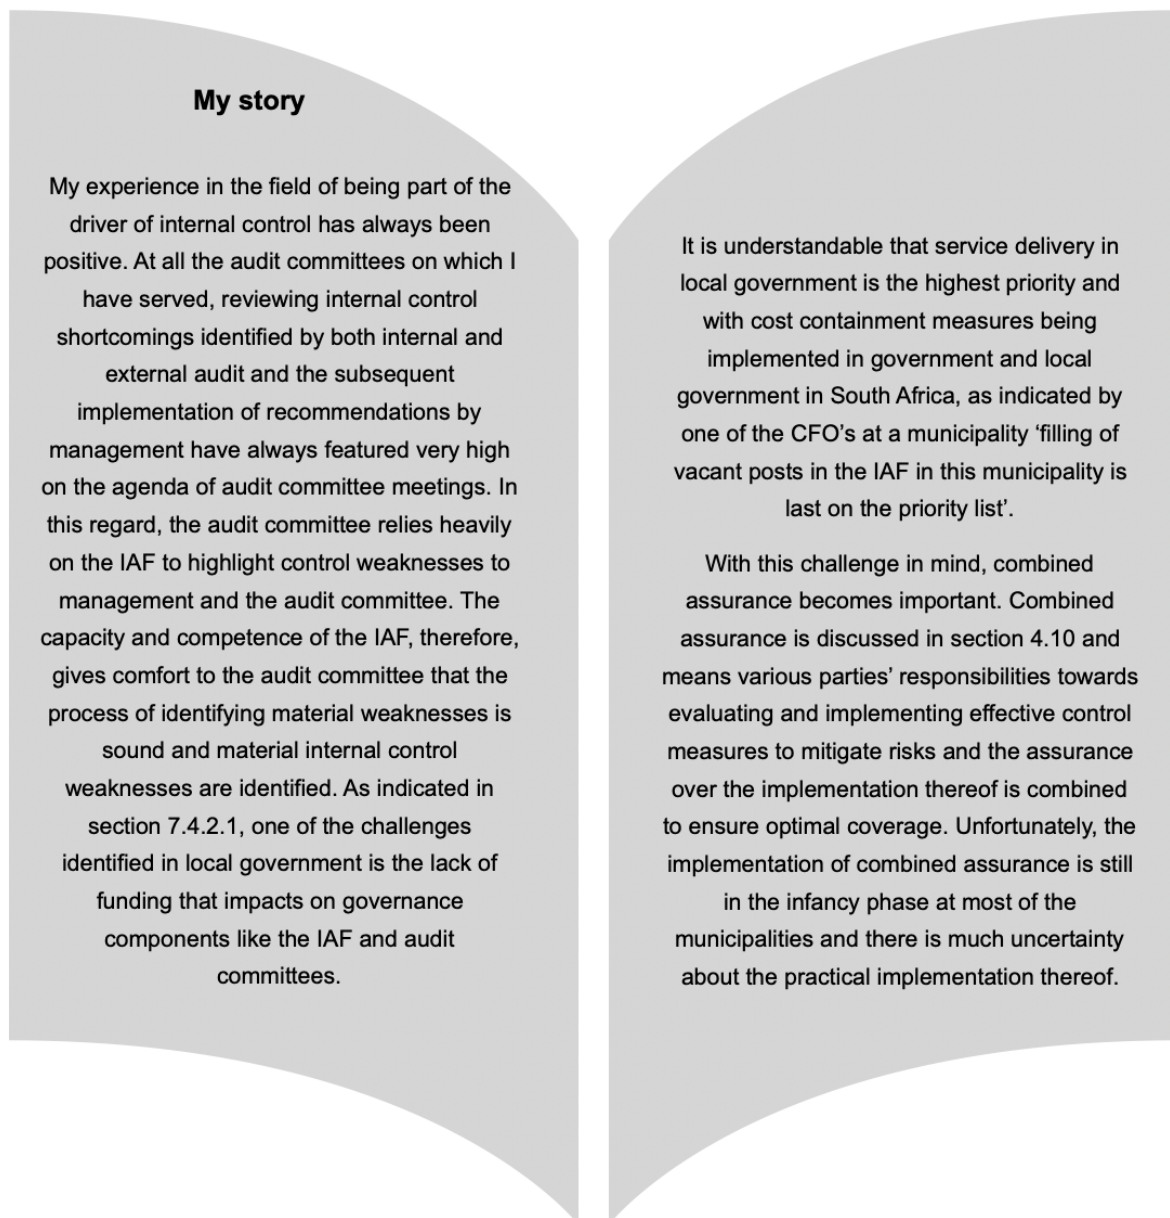 My story
My experience in the field of being part of the
driver of internal control has always been
positive. At all the audit committees on which I
have served, reviewing internal control
shortcomings identified by both internal and
external audit and the subsequent
implementation of recommendations by
management have always featured very high
on the agenda of audit committee meetings. In
this regard, the audit committee relies heavily
on the IAF to highlight control weaknesses to
management and the audit committee. The
capacity and competence of the IAF, therefore,
gives comfort to the audit committee that the
process of identifying material weaknesses is
sound and material internal control
weaknesses are identified. As indicated in
section 7.4.2.1, one of the challenges
identified in local government is the lack of
funding that impacts on governance
components like the IAF and audit
committees.
It is understandable that service delivery in
local government is the highest priority and
with cost containment measures being
implemented in government and local
government in South Africa, as indicated by
one of the CFO’s at a municipality ‘filling of
vacant posts in the IAF in this municipality is
last on the priority list’.
With this challenge in mind, combined
assurance becomes important. Combined
assurance is discussed in section 4.10 and
means various parties’ responsibilities towards
evaluating and implementing effective control
measures to mitigate risks and the assurance
over the implementation thereof is combined
to ensure optimal coverage. Unfortunately, the
implementation of combined assurance is still
in the infancy phase at most of the
municipalities and there is much uncertainty
about the practical implementation thereof.